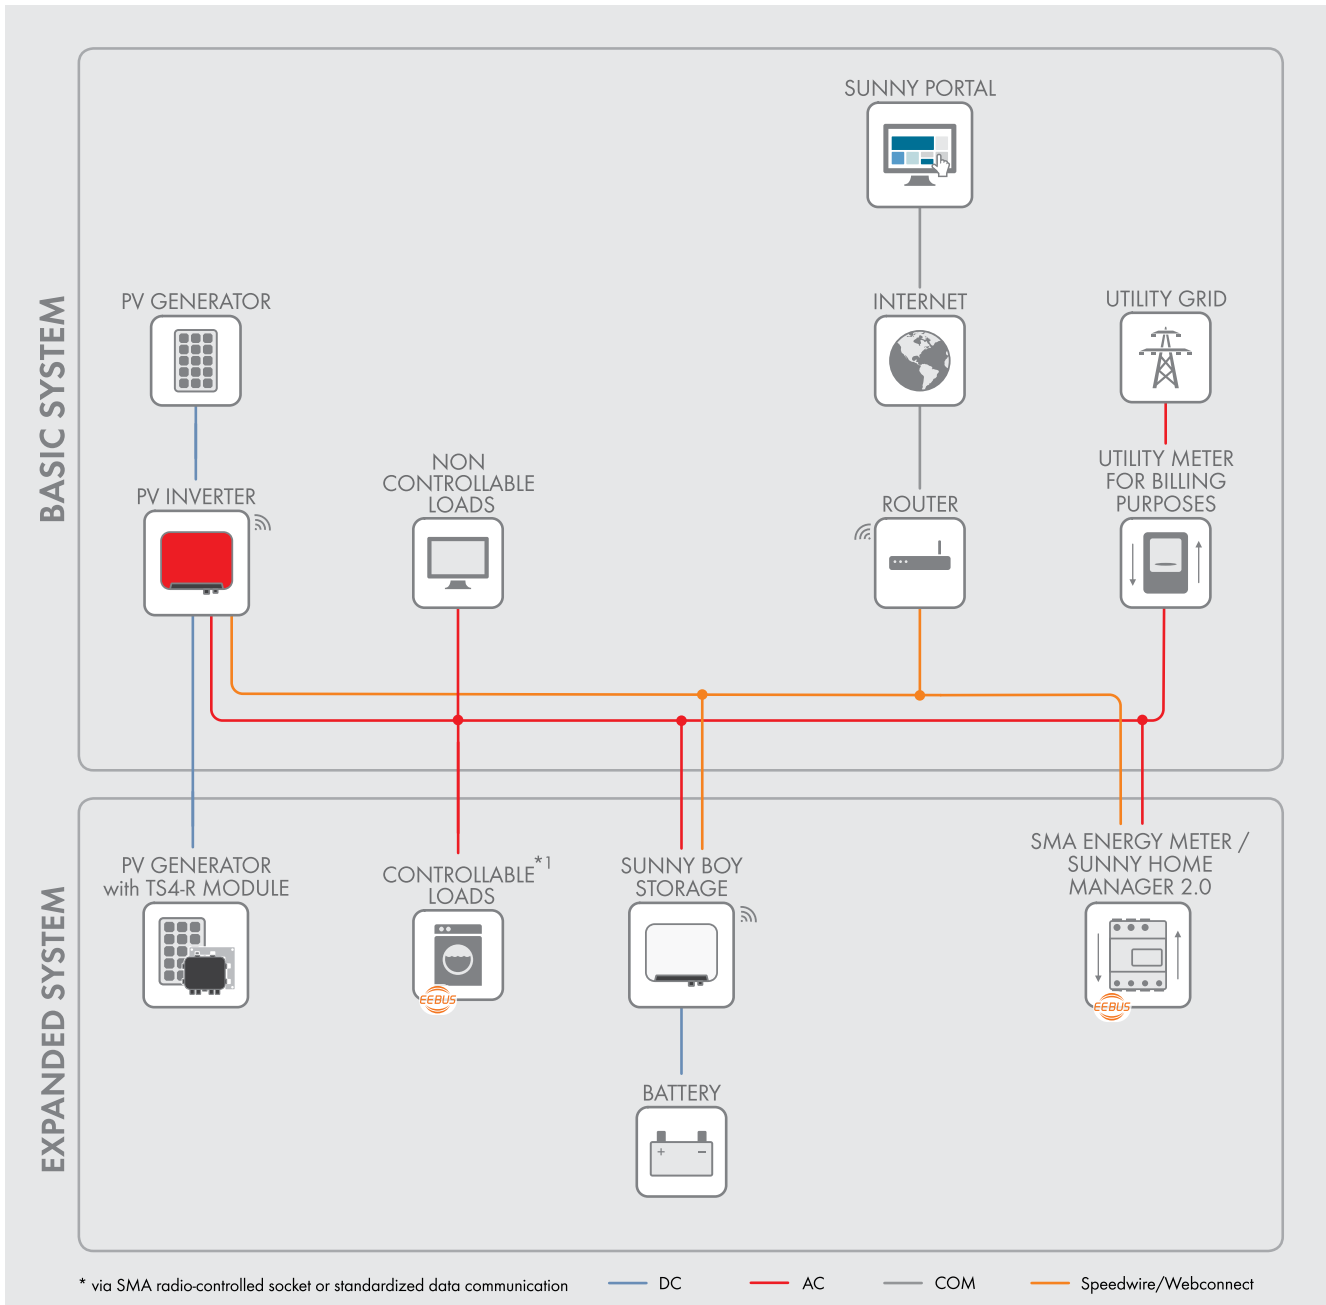 BASIC SYSTEM
SUNNY PORTAL
PV GENERATOR
INTERNET
UTILITY GRID
PV INVERTER
NON
CONTROLLABLE
LOADS
ROUTER
UTILITY METER
FOR BILLING
PURPOSES
EXPANDED SYSTEM
PV GENERATOR
with TS4-R MODULE
CONTROLLABLE*1
LOADS
EEBUS
SUNNY BOY
STORAGE
SMA ENERGY METER /
SUNNY HOME
MANAGER 2.0
EEBUS
BATTERY
+ −
* via SMA radio-controlled socket or standardized data communication
DC
AC
COM
Speedwire/Webconnect